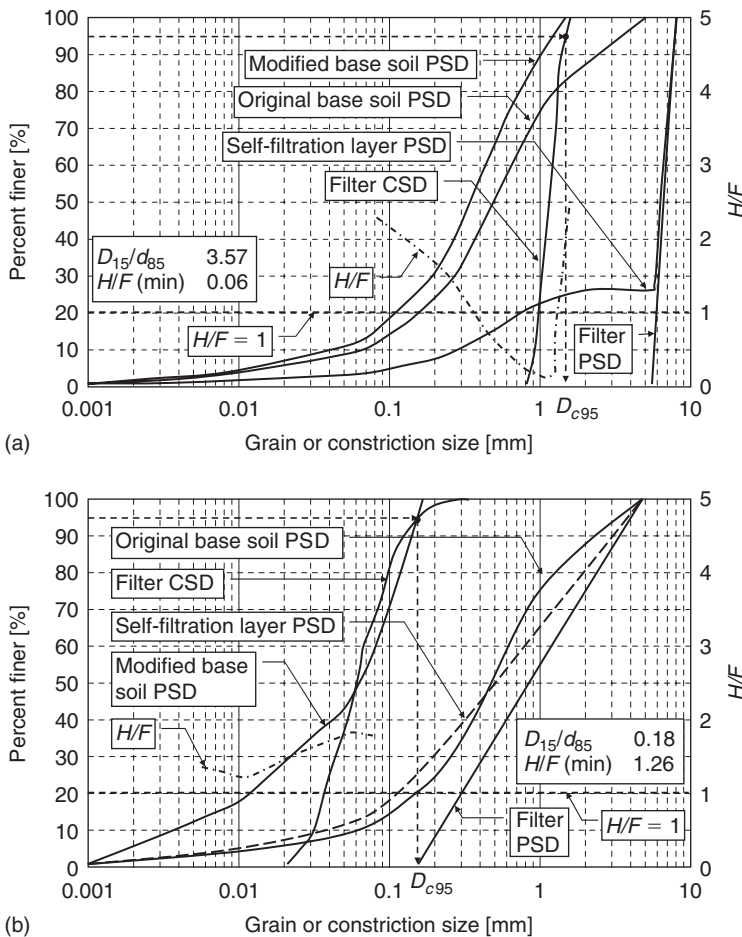 100
90
80
70
60
50
40
30
20
10
0
Percent finer [%]
Modified base soil PSD
Original base soil PSD
Self-filtration layer PSD
Filter CSD
D15/d85 3.57
H/F (min) 0.06
H/F
H/F = 1
Filter
PSD
5
4
3
2
1
0
H/F
0.001
0.01
0.1
1
10
Dc95
(a)
Grain or constriction size [mm]
100
90
80
70
60
50
40
30
20
10
0
Percent finer [%]
Original base soil PSD
Filter CSD
Self-filtration layer PSD
Modified base
soil PSD
H/F
D15/d85 0.18
H/F (min) 1.26
Filter
PSD
H/F = 1
5
4
3
2
1
0
H/F
0.001
0.01
0.1
1
10
Dc95
(b)
Grain or constriction size [mm]